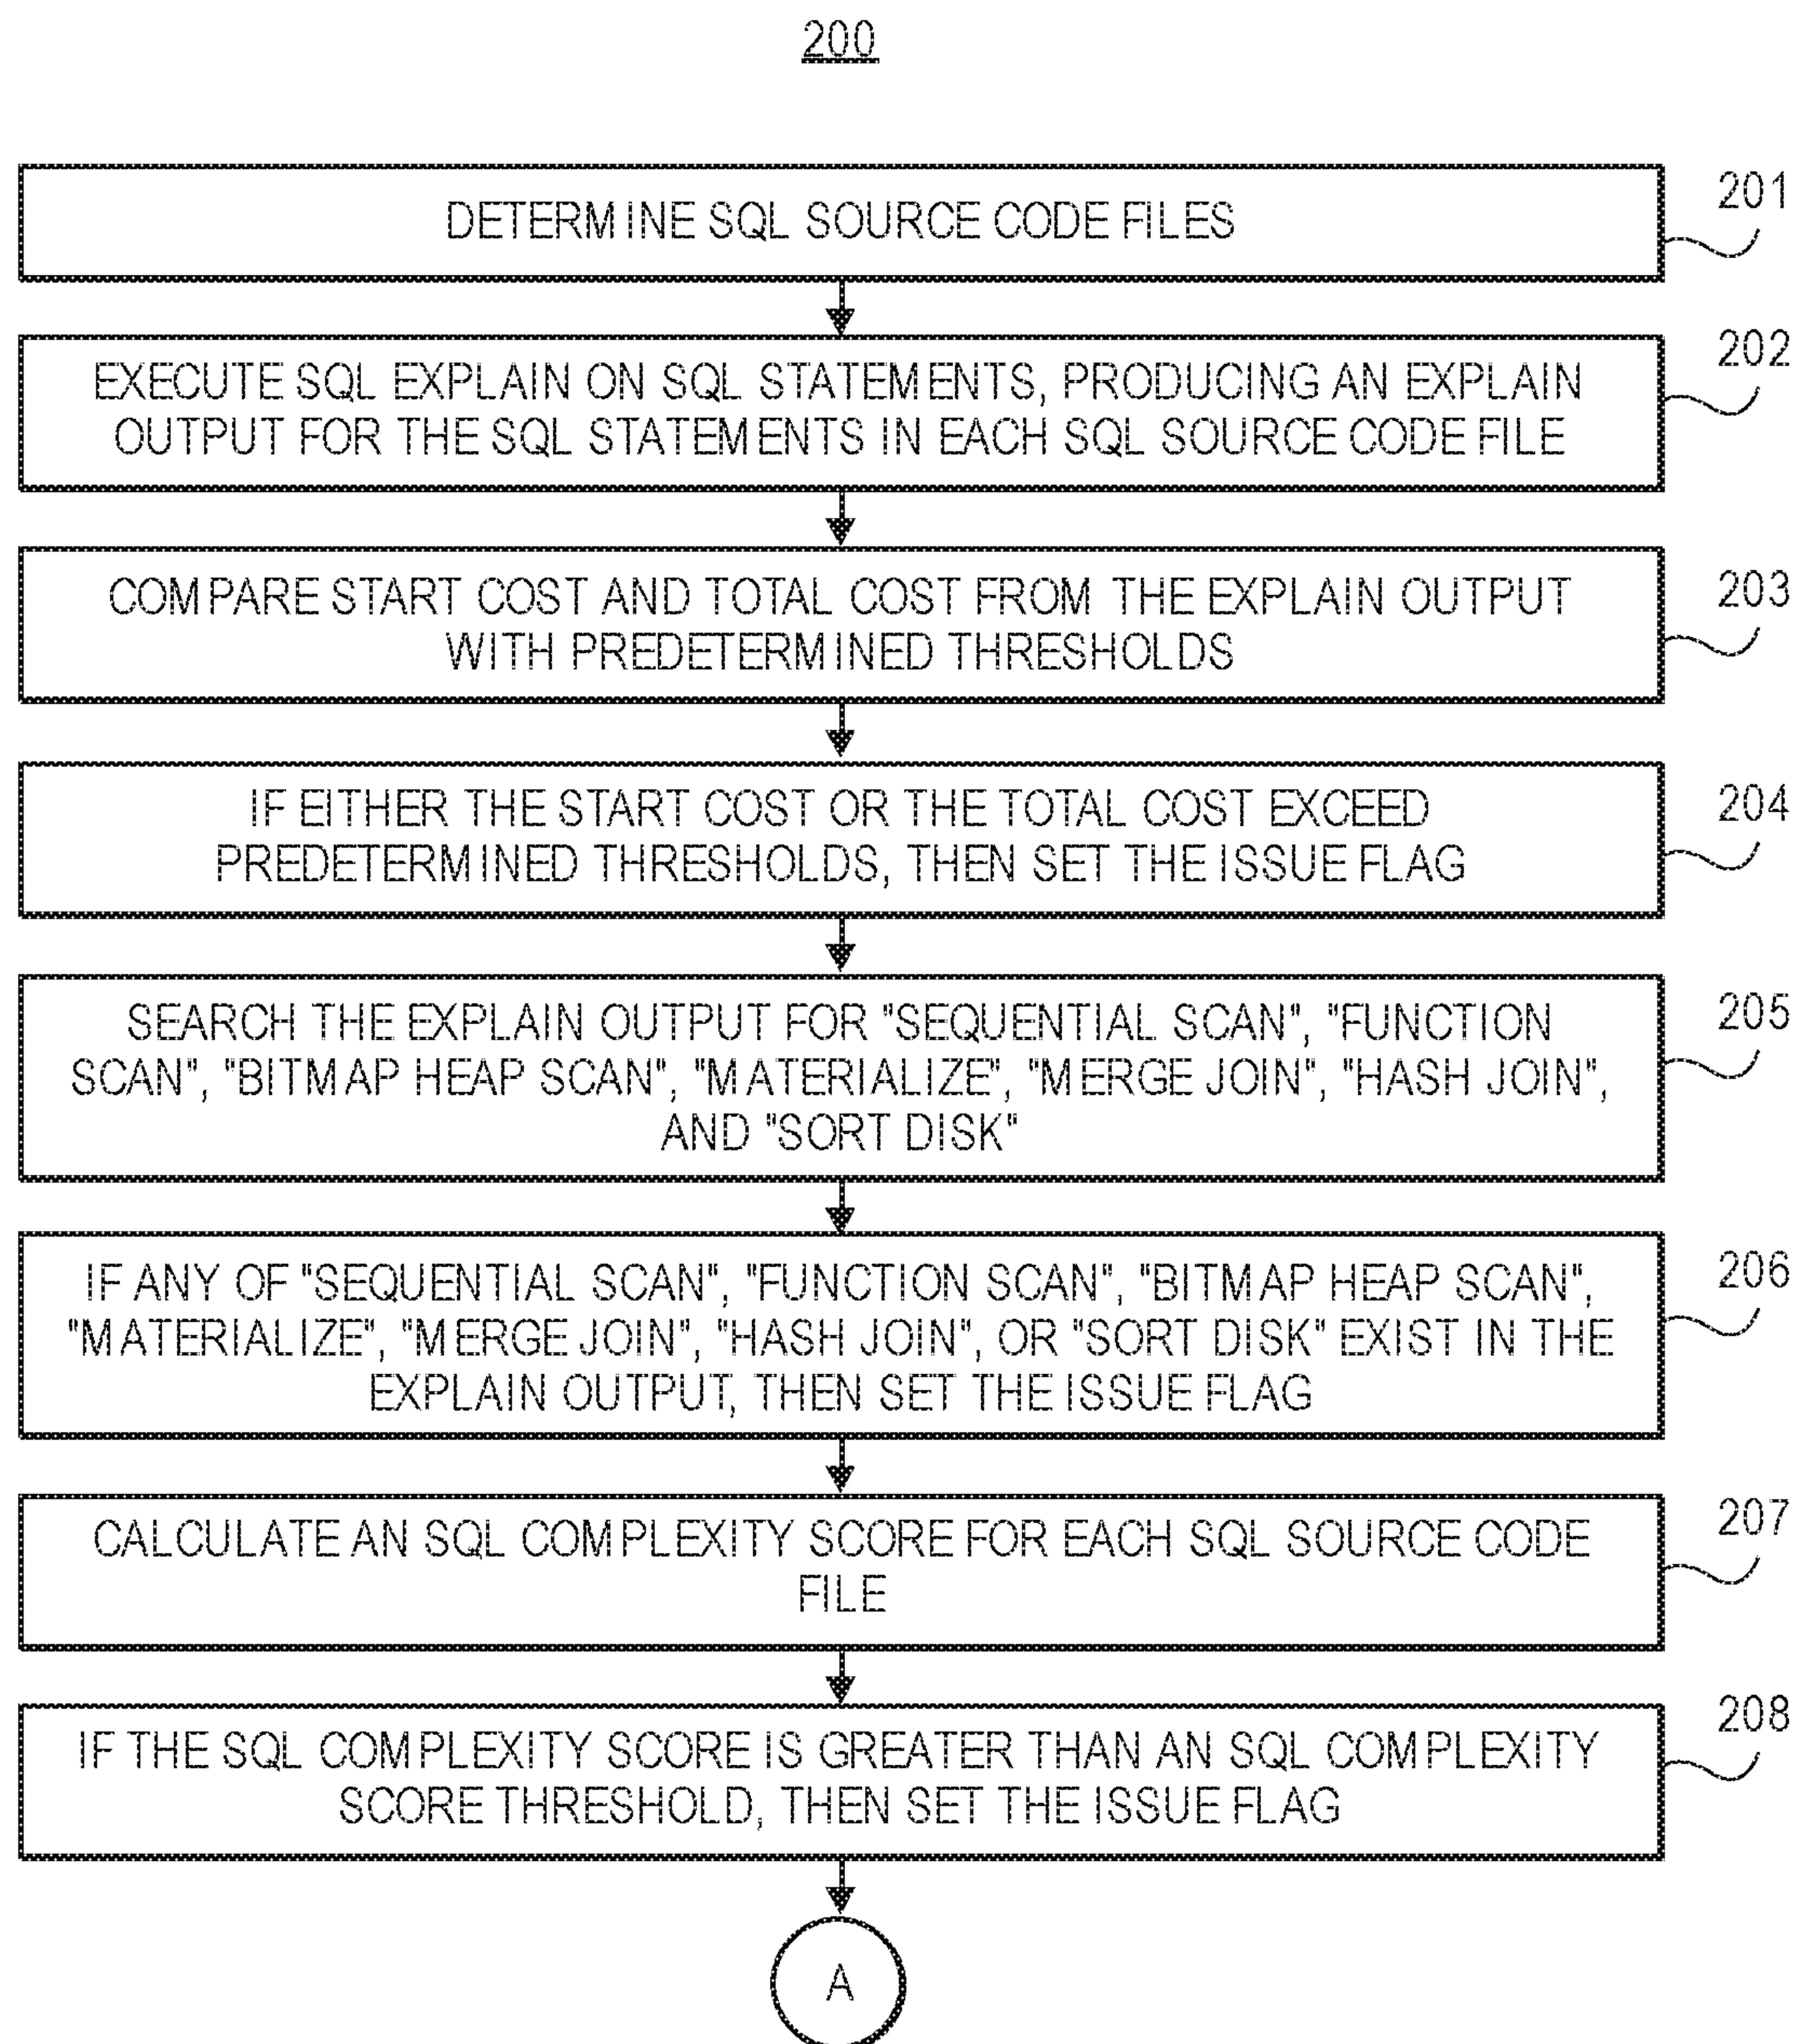 200
DETERMINE SQL SOURCE CODE FILES
201
EXECUTE SQL EXPLAIN ON SQL STATEMENTS, PRODUCING AN EXPLAIN
OUTPUT FOR THE SQL STATEMENTS IN EACH SQL SOURCE CODE FILE
202
COMPARE START COST AND TOTAL COST FROM THE EXPLAIN OUTPUT
WITH PREDETERMINED THRESHOLDS
203
IF EITHER THE START COST OR THE TOTAL COST EXCEED
PREDETERMINED THRESHOLDS, THEN SET THE ISSUE FLAG
204
SEARCH THE EXPLAIN OUTPUT FOR "SEQUENTIAL SCAN", "FUNCTION
SCAN", "BITMAP HEAP SCAN", "MATERIALIZE", "MERGE JOIN", "HASH JOIN",
AND "SORT DISK"
205
IF ANY OF "SEQUENTIAL SCAN", "FUNCTION SCAN", "BITMAP HEAP SCAN",
"MATERIALIZE", "MERGE JOIN", "HASH JOIN", OR "SORT DISK" EXIST IN THE
EXPLAIN OUTPUT, THEN SET THE ISSUE FLAG
206
CALCULATE AN SQL COMPLEXITY SCORE FOR EACH SQL SOURCE CODE
FILE
207
IF THE SQL COMPLEXITY SCORE IS GREATER THAN AN SQL COMPLEXITY
SCORE THRESHOLD, THEN SET THE ISSUE FLAG
208
A